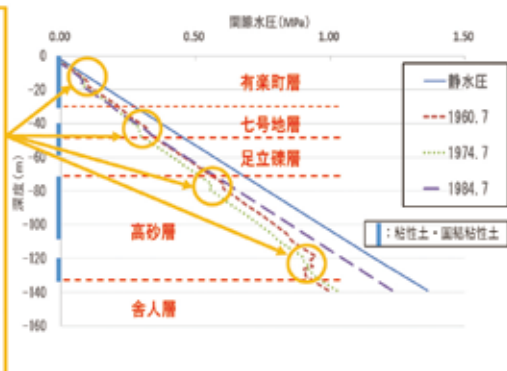 間隙水圧(MPa)
0.00 0.50 1.00 1.50
0
-20
-40
-60
-80
-100
-120
-140
-160
深度(m)
有楽町層
七号地層
足立礫層
高砂層
舎人層
静水圧
1960.7
1974.7
1984.7
:粘性土・固結粘性土